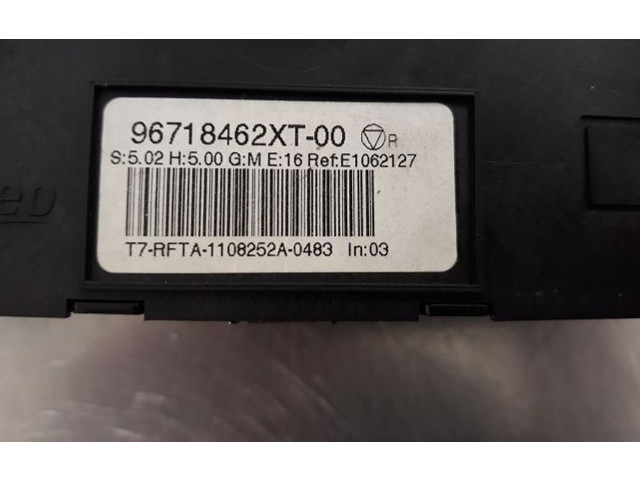 96718462XT-00 R
S:5.02 H:5.00 G:M E:16 Ref:E1062127
T7-RFTA-1108252A-0483 In:03